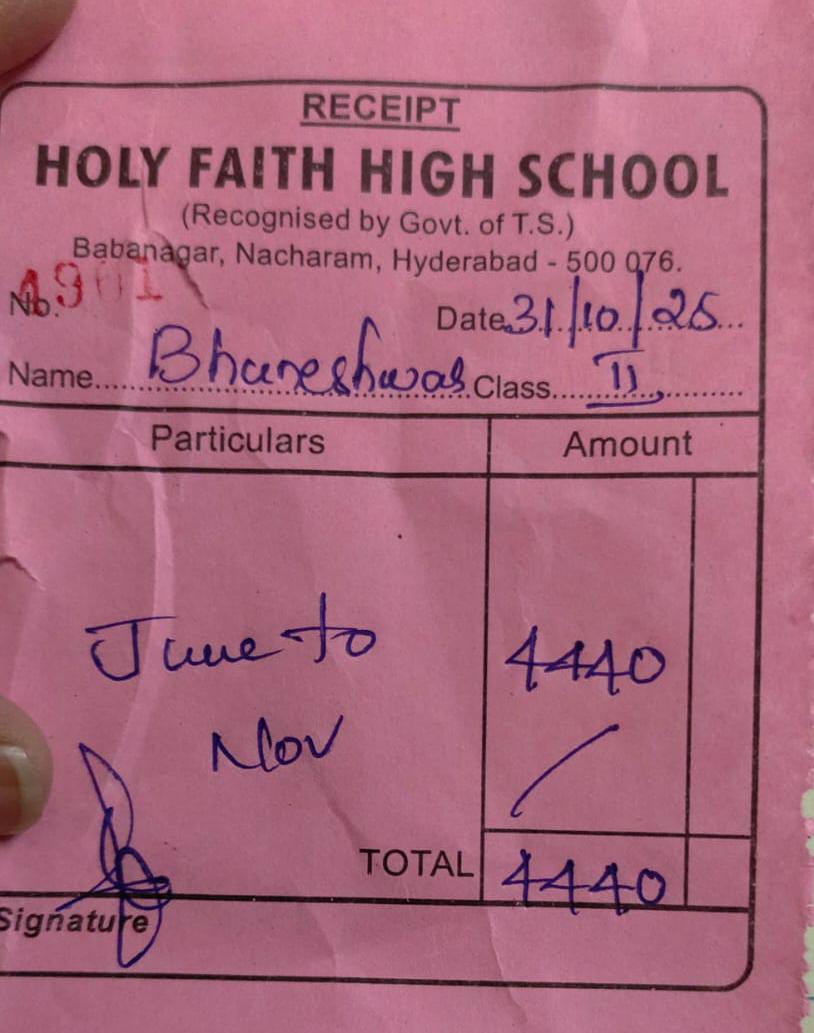 RECEIPT
HOLY FAITH HIGH SCHOOL
(Recognised by Govt. of T.S.)
Babanagar, Nacharam, Hyderabad - 500 076.
No. Date 31/10/25
Name Bhuneshwar Class II
Particulars Amount
June to 4440
Nov
TOTAL 4440
Signature